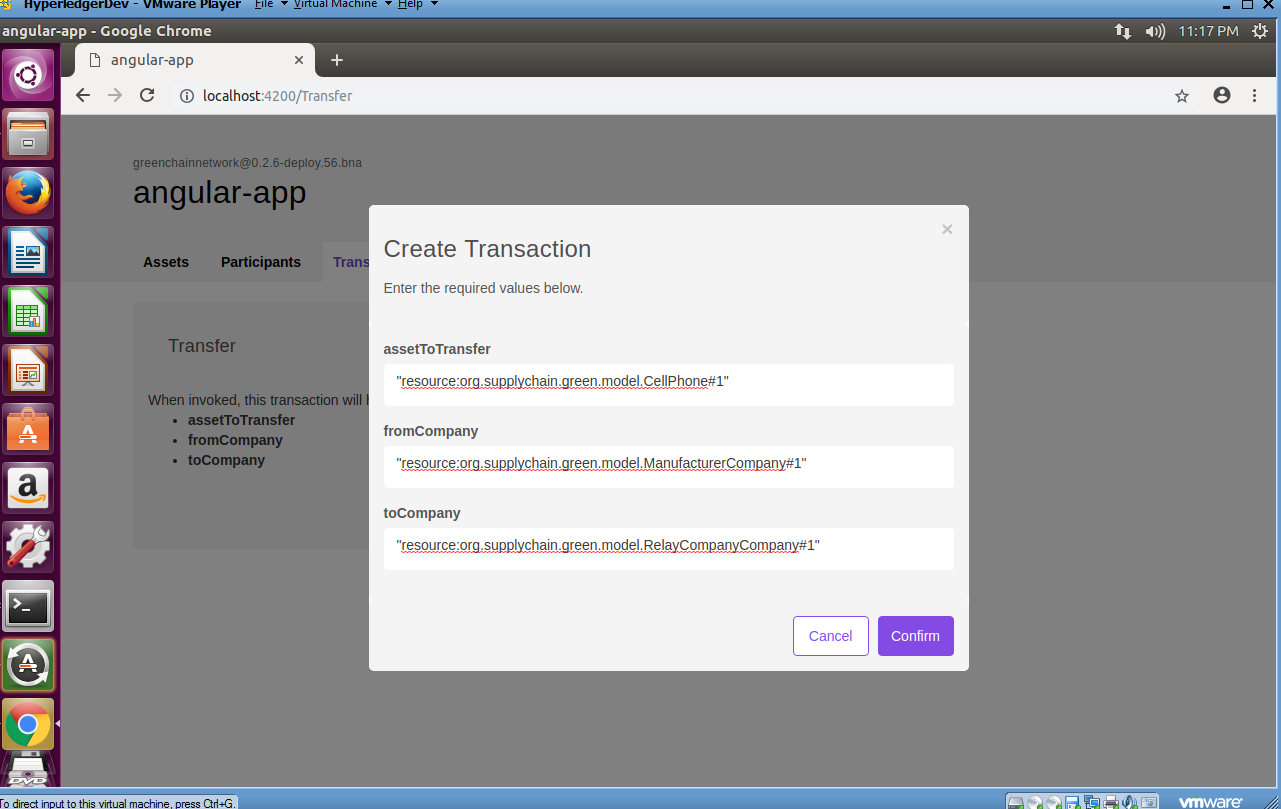 HyperledgerDev - VMware Player File Virtual Machine Help
angular-app - Google Chrome 11:17 PM
angular-app
localhost:4200/Transfer
greenchainnetwork@0.2.6-deploy.56.bna
angular-app
Assets Participants Trans
Transfer
When invoked, this transaction will
assetToTransfer
fromCompany
toCompany
×
Create Transaction
Enter the required values below.
assetToTransfer
"resource:org.supplychain.green.model.CellPhone#1"
fromCompany
"resource:org.supplychain.green.model.ManufacturerCompany#1"
toCompany
"resource:org.supplychain.green.model.RelayCompanyCompany#1"
Cancel Confirm
DVD
To direct input to this virtual machine, press Ctrl+G.
vmware